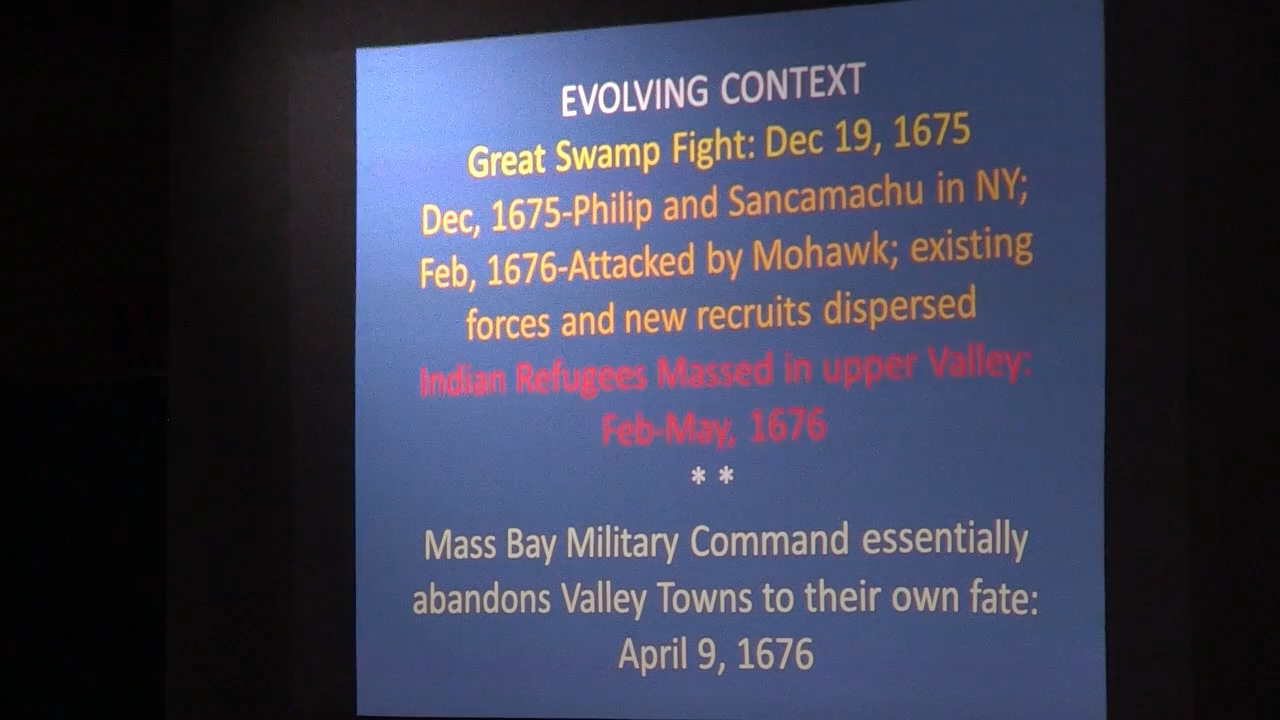 EVOLVING CONTEXT
Great Swamp Fight: Dec 19, 1675
Dec, 1675-Philip and Sancamachu in NY;
Feb, 1676-Attacked by Mohawk; existing
forces and new recruits dispersed
Indian Refugees Massed in upper Valley:
Feb-May, 1676
* *
Mass Bay Military Command essentially
abandons Valley Towns to their own fate:
April 9, 1676